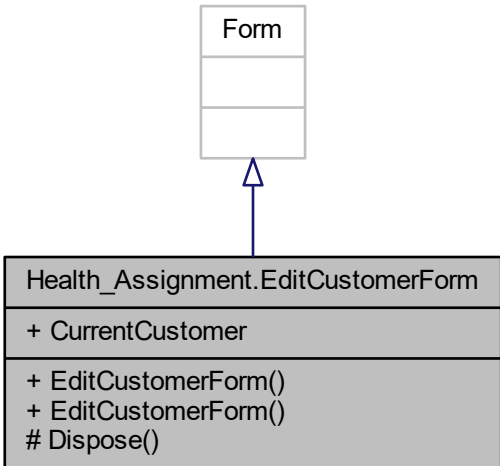 Form
Health_Assignment.EditCustomerForm
+ CurrentCustomer
+ EditCustomerForm()
+ EditCustomerForm()
# Dispose()